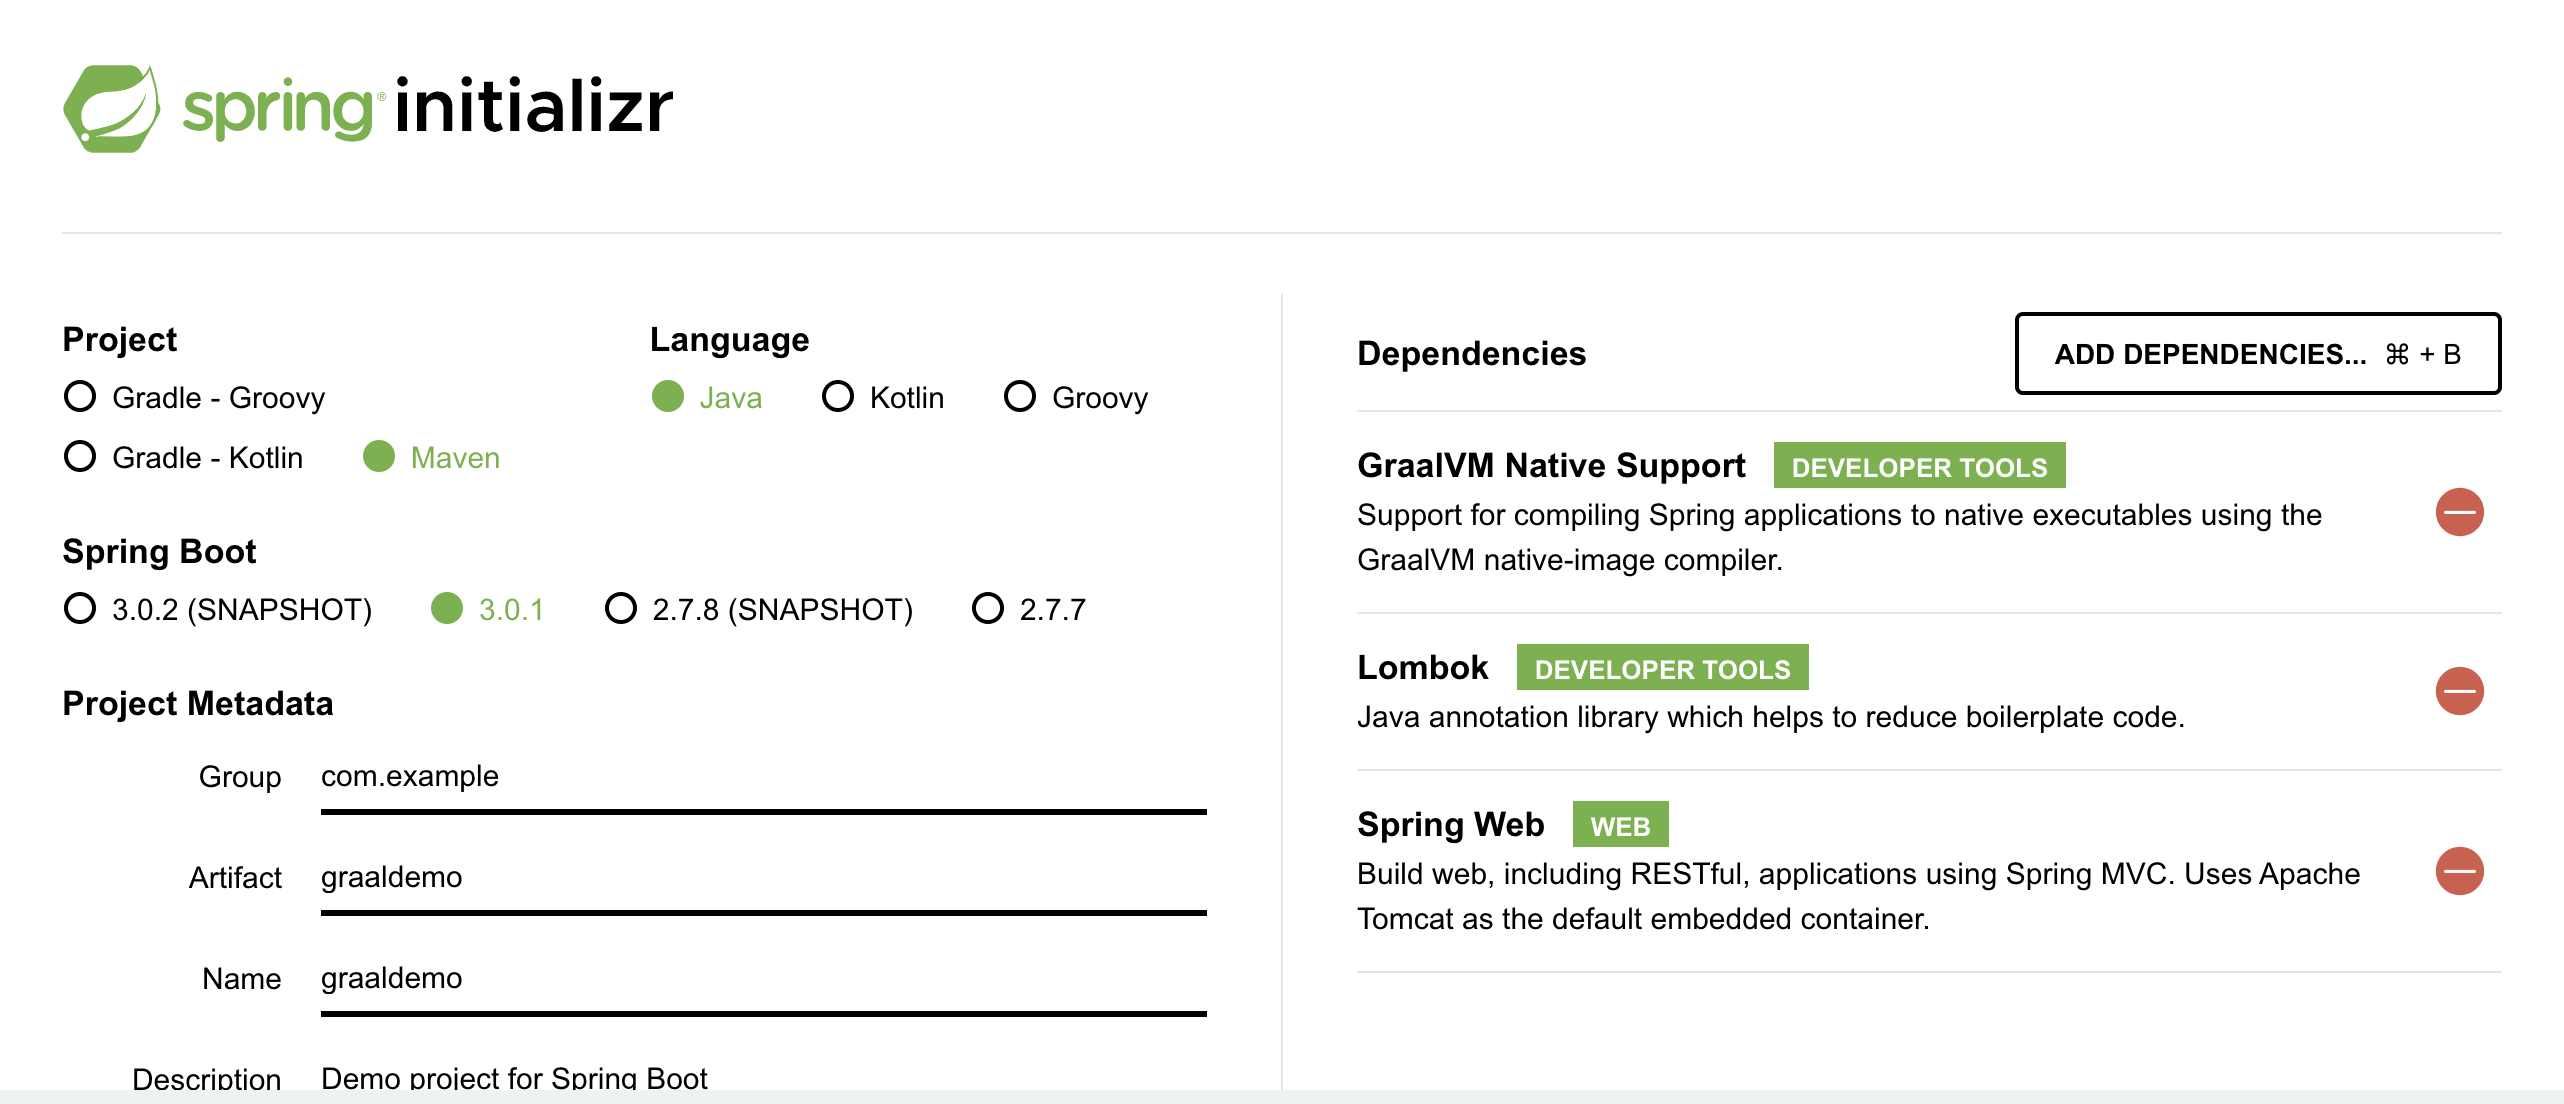 spring® initializr
Project
Gradle - Groovy
Gradle - Kotlin Maven
Language
Java Kotlin Groovy
Spring Boot
3.0.2 (SNAPSHOT) 3.0.1 2.7.8 (SNAPSHOT) 2.7.7
Project Metadata
Group com.example
Artifact graaldemo
Name graaldemo
Description Demo project for Spring Boot
Dependencies
ADD DEPENDENCIES... ⌘ + B
GraalVM Native Support DEVELOPER TOOLS
Support for compiling Spring applications to native executables using the
GraalVM native-image compiler.
Lombok DEVELOPER TOOLS
Java annotation library which helps to reduce boilerplate code.
Spring Web WEB
Build web, including RESTful, applications using Spring MVC. Uses Apache
Tomcat as the default embedded container.